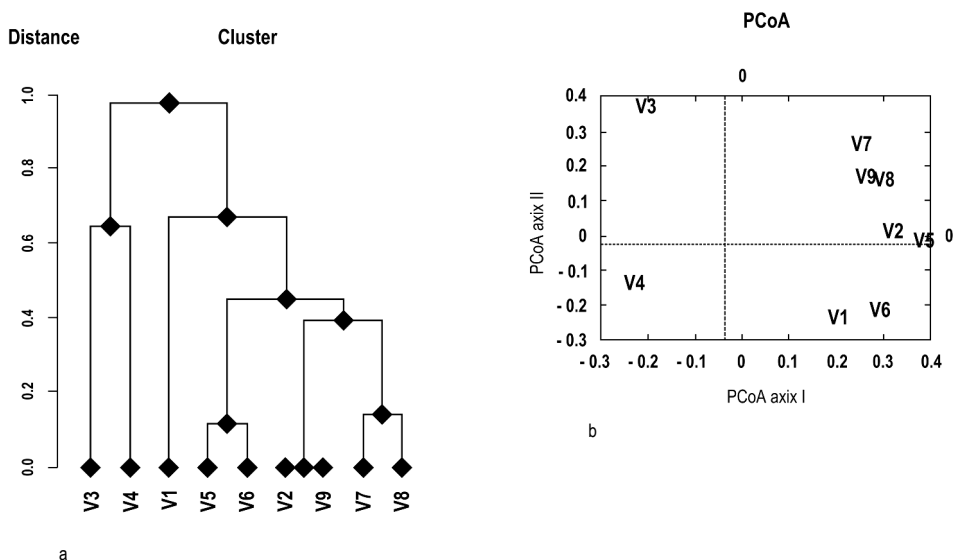 Distance
Cluster
1.0
0.8
0.6
0.4
0.2
0.0
V3
V4
V1
V5
V6
V2
V9
V7
V8
a
PCoA
0
0.4
0.3
0.2
0.1
0
- 0.1
- 0.2
- 0.3
PCoA axix II
V3
V7
V9
V8
V2
V5
0
V4
V6
V1
- 0.3
- 0.2
- 0.1
0
0.1
0.2
0.3
0.4
PCoA axix I
b